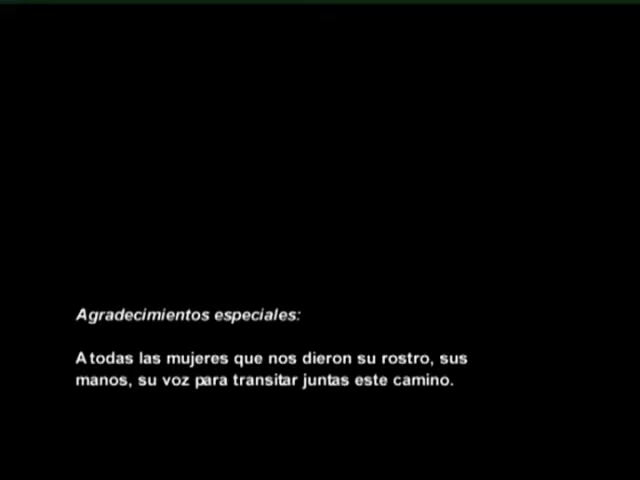 Agradecimientos especiales:
A todas las mujeres que nos dieron su rostro, sus
manos, su voz para transitar juntas este camino.